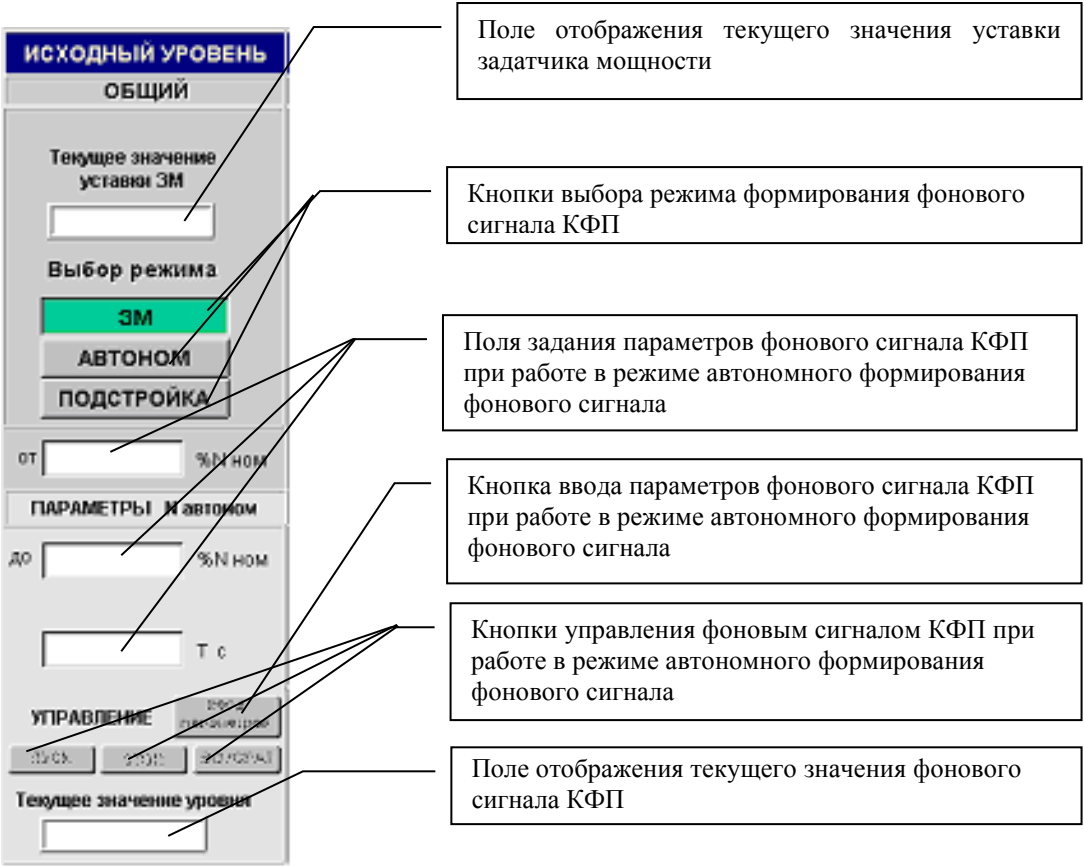 ИСХОДНЫЙ УРОВЕНЬ
ОБЩИЙ
Текущее значение
уставки ЗМ
Выбор режима
ЗМ
АВТОНОМ
ПОДСТРОЙКА
от %N ном
ПАРАМЕТРЫ N автоном
до %N ном
Т с
УПРАВЛЕНИЕ
Текущее значение уровня
Поле отображения текущего значения уставки
задатчика мощности
Кнопки выбора режима формирования фонового
сигнала КФП
Поля задания параметров фонового сигнала КФП
при работе в режиме автономного формирования
фонового сигнала
Кнопка ввода параметров фонового сигнала КФП
при работе в режиме автономного формирования
фонового сигнала
Кнопки управления фоновым сигналом КФП при
работе в режиме автономного формирования
фонового сигнала
Поле отображения текущего значения фонового
сигнала КФП